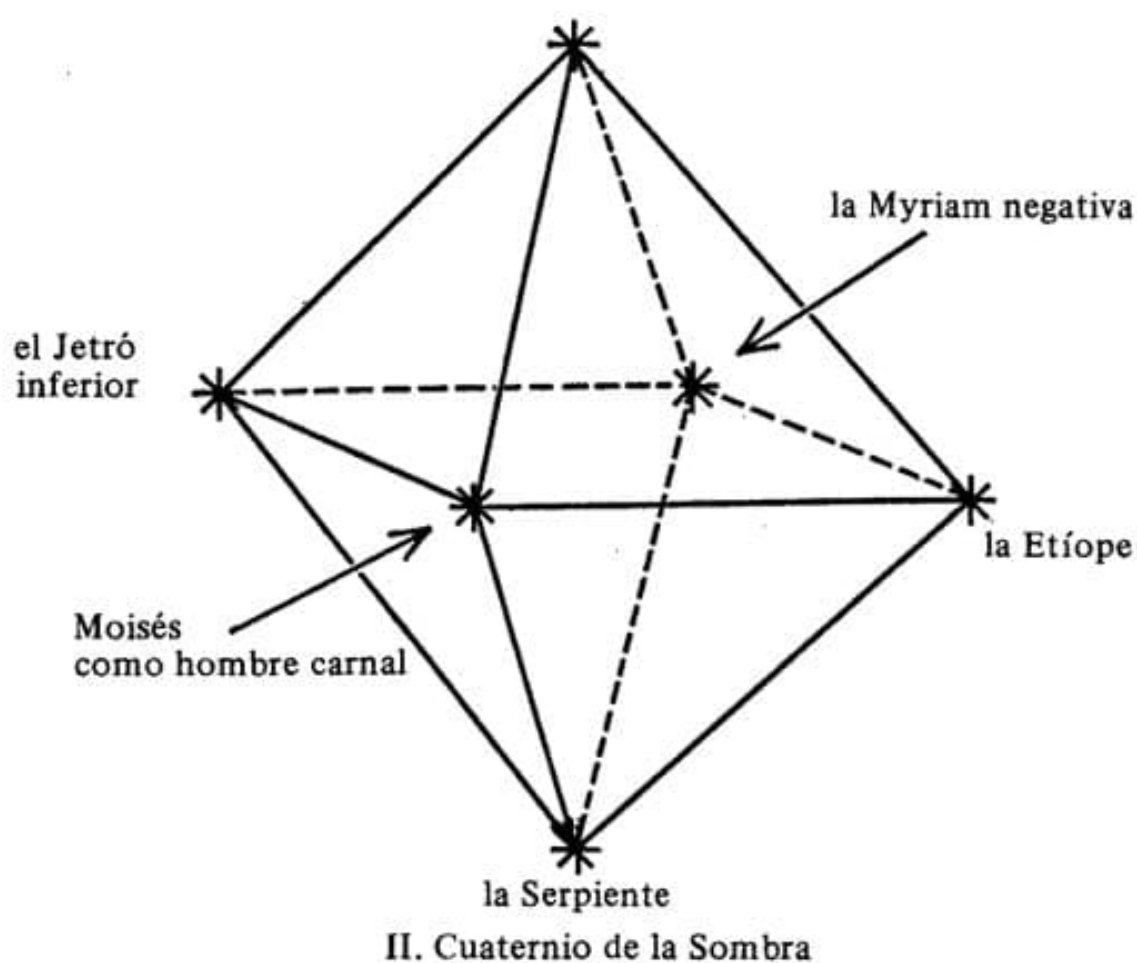 la Myriam negativa
el Jetró
inferior
la Etíope
Moisés
como hombre carnal
la Serpiente
II. Cuaternio de la Sombra